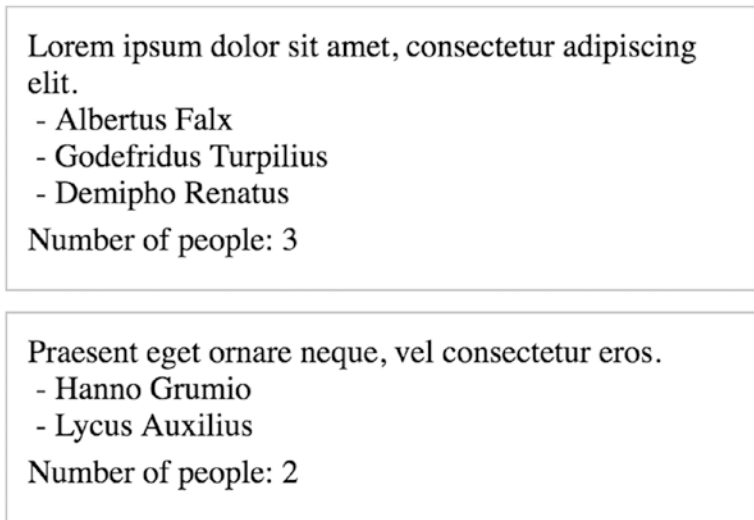 Lorem ipsum dolor sit amet, consectetur adipiscing
elit.
- Albertus Falx
- Godefridus Turpilius
- Demipho Renatus
Number of people: 3
Praesent eget ornare neque, vel consectetur eros.
- Hanno Grumio
- Lycus Auxilius
Number of people: 2